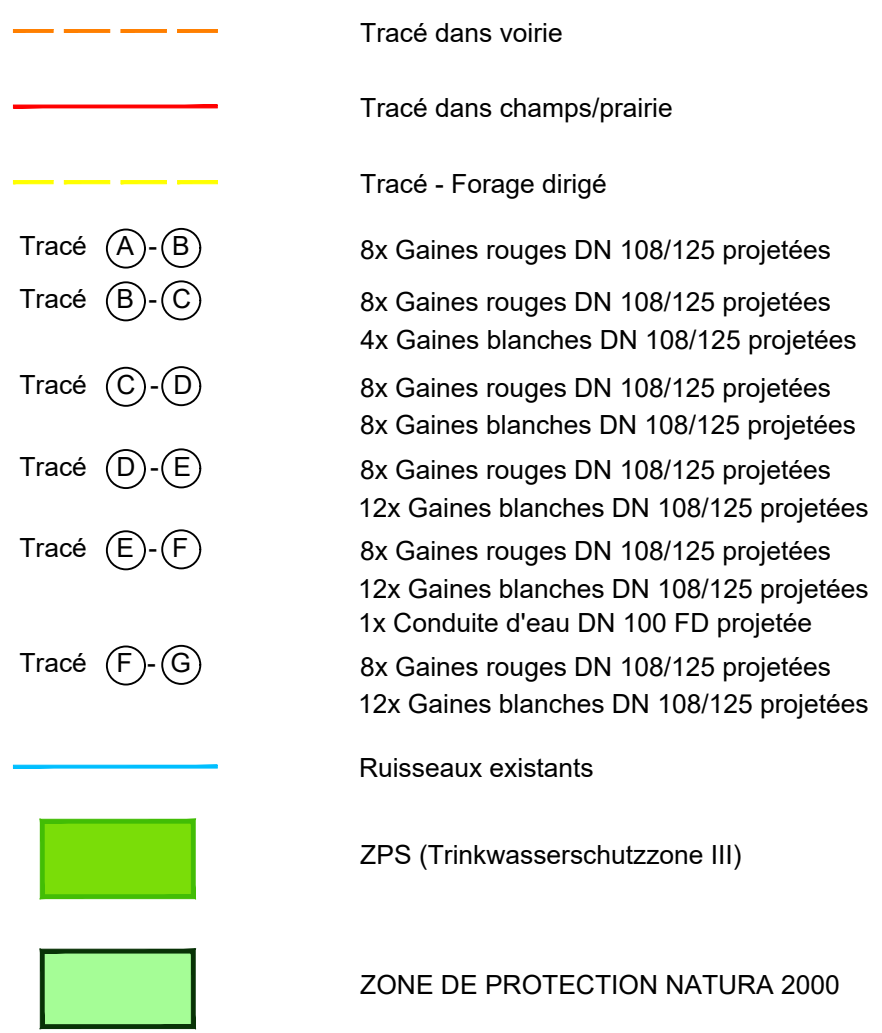 Tracé dans voirie
Tracé dans champs/prairie
Tracé - Forage dirigé
Tracé A-B 8x Gaines rouges DN 108/125 projetées
Tracé B-C 8x Gaines rouges DN 108/125 projetées
4x Gaines blanches DN 108/125 projetées
Tracé C-D 8x Gaines rouges DN 108/125 projetées
8x Gaines blanches DN 108/125 projetées
Tracé D-E 8x Gaines rouges DN 108/125 projetées
12x Gaines blanches DN 108/125 projetées
Tracé E-F 8x Gaines rouges DN 108/125 projetées
12x Gaines blanches DN 108/125 projetées
1x Conduite d'eau DN 100 FD projetée
Tracé F-G 8x Gaines rouges DN 108/125 projetées
12x Gaines blanches DN 108/125 projetées
Ruisseaux existants
ZPS (Trinkwasserschutzzone III)
ZONE DE PROTECTION NATURA 2000